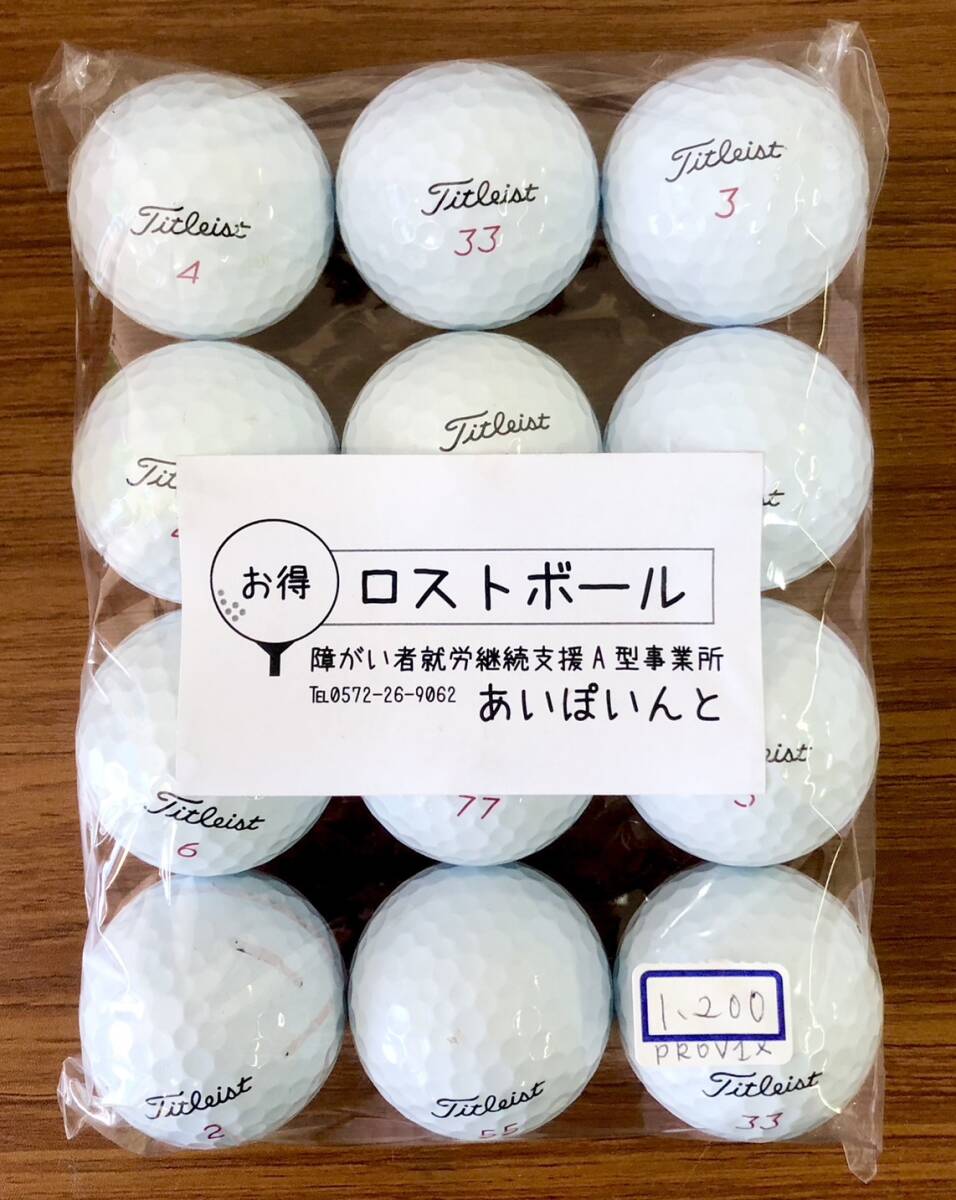 Titleist
4
Titleist
33
Titleist
3
Titleist
お得
ロストボール
障がい者就労継続支援A型事業所
TEL0572-26-9062
あいぽいんと
Titleist
6
77
Titleist
2
Titleist
55
1,200
PROV1X
Titleist
33